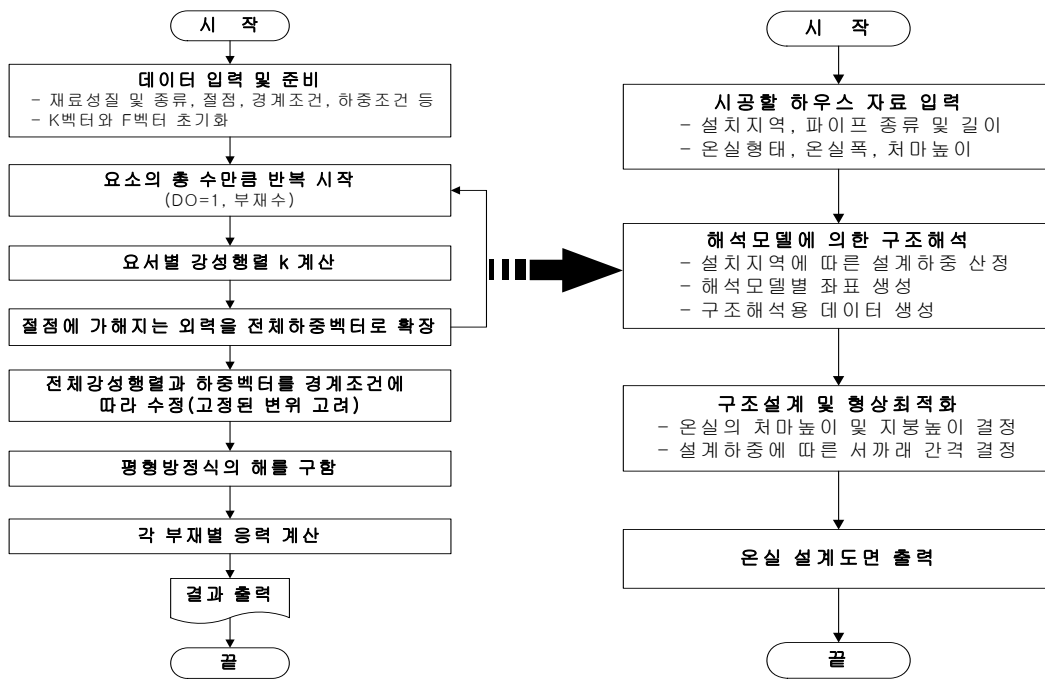 시 작
데이터 입력 및 준비
- 재료성질 및 종류, 절점, 경계조건, 하중조건 등
- K벡터와 F벡터 초기화
요소의 총 수만큼 반복 시작
(DO=1, 부재수)
요서별 강성행렬 k 계산
절점에 가해지는 외력을 전체하중벡터로 확장
전체강성행렬과 하중벡터를 경계조건에
따라 수정(고정된 변위 고려)
평형방정식의 해를 구함
각 부재별 응력 계산
결과 출력
끝
시 작
시공할 하우스 자료 입력
- 설치지역, 파이프 종류 및 길이
- 온실형태, 온실폭, 처마높이
해석모델에 의한 구조해석
- 설치지역에 따른 설계하중 산정
- 해석모델별 좌표 생성
- 구조해석용 데이터 생성
구조설계 및 형상최적화
- 온실의 처마높이 및 지붕높이 결정
- 설계하중에 따른 서까래 간격 결정
온실 설계도면 출력
끝